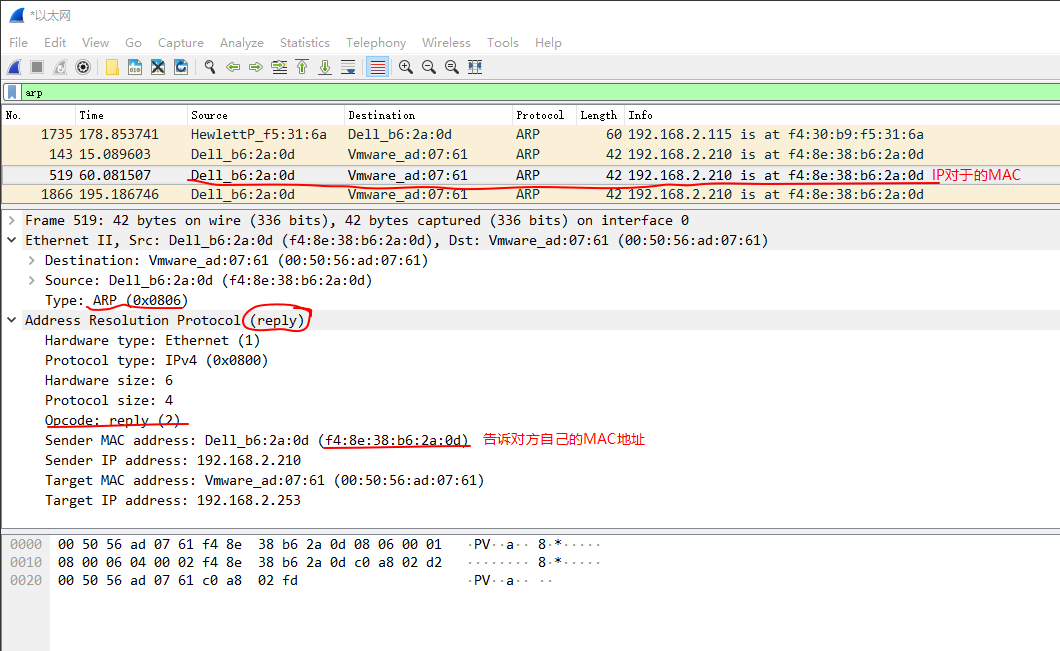 *以太网
File Edit View Go Capture Analyze Statistics Telephony Wireless Tools Help
arp
No. Time Source Destination Protocol Length Info
1735 178.853741 HewlettP_f5:31:6a Dell_b6:2a:0d ARP 60 192.168.2.115 is at f4:30:b9:f5:31:6a
143 15.089603 Dell_b6:2a:0d Vmware_ad:07:61 ARP 42 192.168.2.210 is at f4:8e:38:b6:2a:0d
519 60.081507 Dell_b6:2a:0d Vmware_ad:07:61 ARP 42 192.168.2.210 is at f4:8e:38:b6:2a:0d IP对于的MAC
1866 195.186746 Dell_b6:2a:0d Vmware_ad:07:61 ARP 42 192.168.2.210 is at f4:8e:38:b6:2a:0d
Frame 519: 42 bytes on wire (336 bits), 42 bytes captured (336 bits) on interface 0
Ethernet II, Src: Dell_b6:2a:0d (f4:8e:38:b6:2a:0d), Dst: Vmware_ad:07:61 (00:50:56:ad:07:61)
Destination: Vmware_ad:07:61 (00:50:56:ad:07:61)
Source: Dell_b6:2a:0d (f4:8e:38:b6:2a:0d)
Type: ARP (0x0806)
Address Resolution Protocol (reply)
Hardware type: Ethernet (1)
Protocol type: IPv4 (0x0800)
Hardware size: 6
Protocol size: 4
Opcode: reply (2)
Sender MAC address: Dell_b6:2a:0d (f4:8e:38:b6:2a:0d) 告诉对方自己的MAC地址
Sender IP address: 192.168.2.210
Target MAC address: Vmware_ad:07:61 (00:50:56:ad:07:61)
Target IP address: 192.168.2.253
0000 00 50 56 ad 07 61 f4 8e 38 b6 2a 0d 08 06 00 01 ·PV··a·· 8·*·····
0010 08 00 06 04 00 02 f4 8e 38 b6 2a 0d c0 a8 02 d2 ········ 8·*·····
0020 00 50 56 ad 07 61 c0 a8 02 fd ·PV··a·· ··